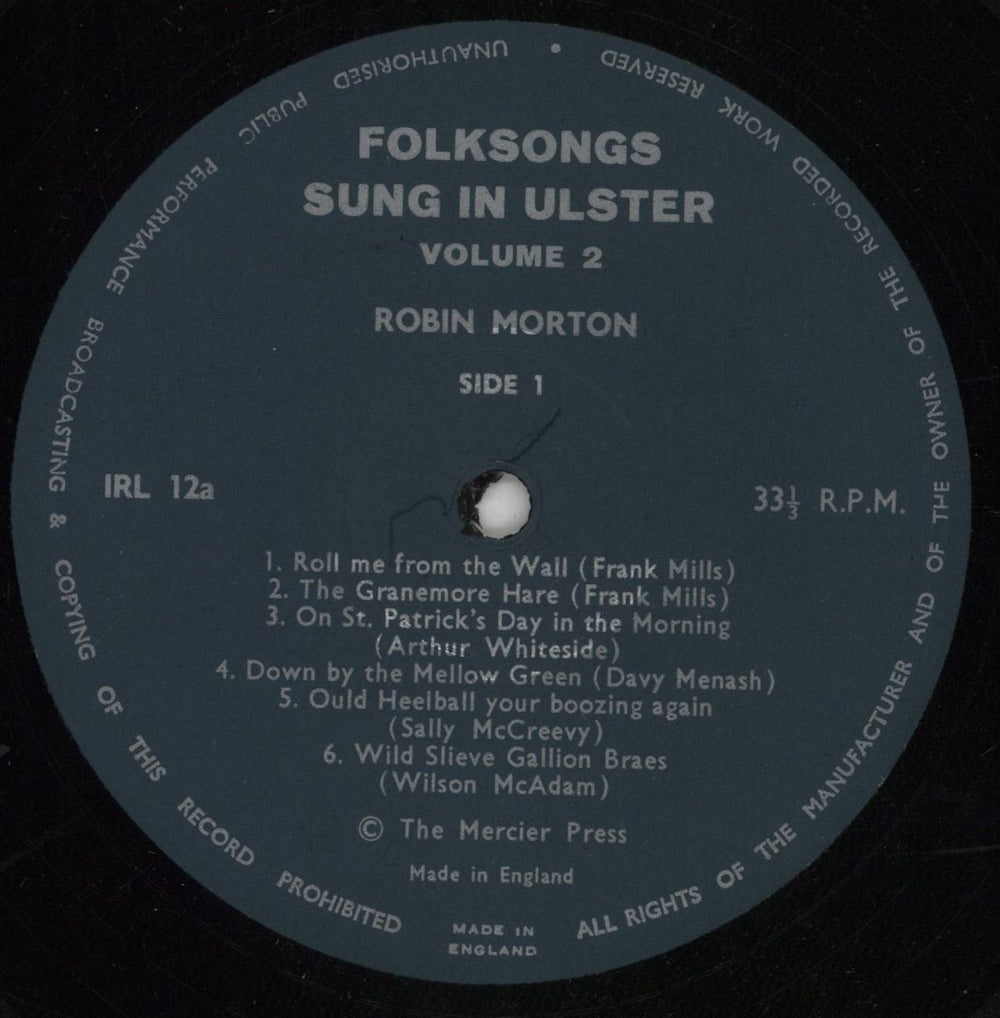 FOLKSONGS
SUNG IN ULSTER
VOLUME 2
ROBIN MORTON
SIDE 1
IRL 12a
33⅓ R.P.M.
1. Roll me from the Wall (Frank Mills)
2. The Granemore Hare (Frank Mills)
3. On St. Patrick's Day in the Morning
(Arthur Whiteside)
4. Down by the Mellow Green (Davy Menash)
5. Ould Heelball your boozing again
(Sally McCreevy)
6. Wild Slieve Gallion Braes
(Wilson McAdam)
© The Mercier Press
Made in England
MADE IN
ENGLAND
ALL RIGHTS OF THE MANUFACTURER AND OF THE OWNER OF THE RECORDED WORK RESERVED • UNAUTHORISED PUBLIC PERFORMANCE BROADCASTING & COPYING OF THIS RECORD PROHIBITED